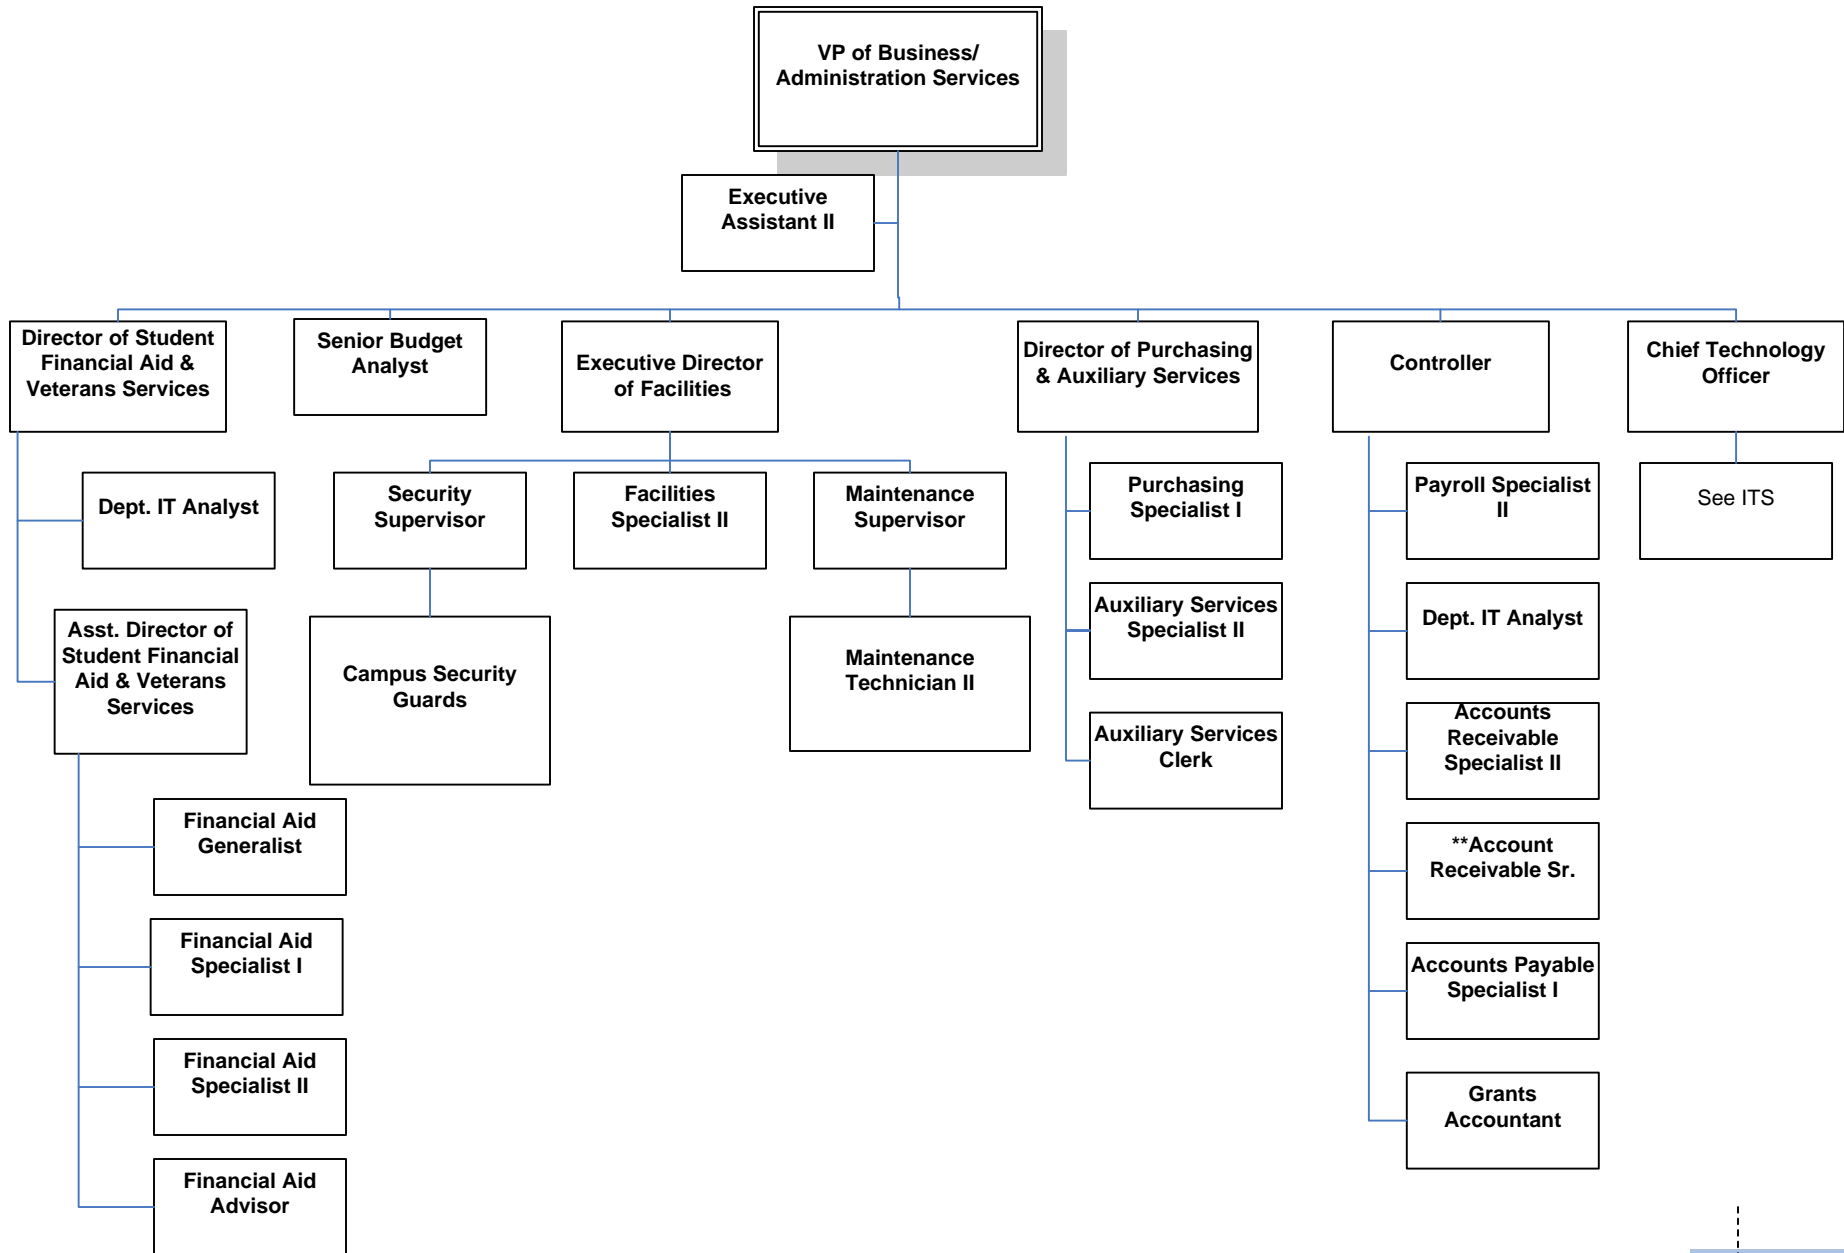 VP of Business/
Administration Services
Executive
Assistant II
Director of Student
Financial Aid &
Veterans Services
Senior Budget
Analyst
Executive Director
of Facilities
Director of Purchasing
& Auxiliary Services
Controller
Chief Technology
Officer
Dept. IT Analyst
Security
Supervisor
Facilities
Specialist II
Maintenance
Supervisor
Purchasing
Specialist I
Payroll Specialist
II
See ITS
Asst. Director of
Student Financial
Aid & Veterans
Services
Campus Security
Guards
Maintenance
Technician II
Auxiliary Services
Specialist II
Dept. IT Analyst
Auxiliary Services
Clerk
Accounts
Receivable
Specialist II
Financial Aid
Generalist
**Account
Receivable Sr.
Financial Aid
Specialist I
Accounts Payable
Specialist I
Financial Aid
Specialist II
Grants
Accountant
Financial Aid
Advisor